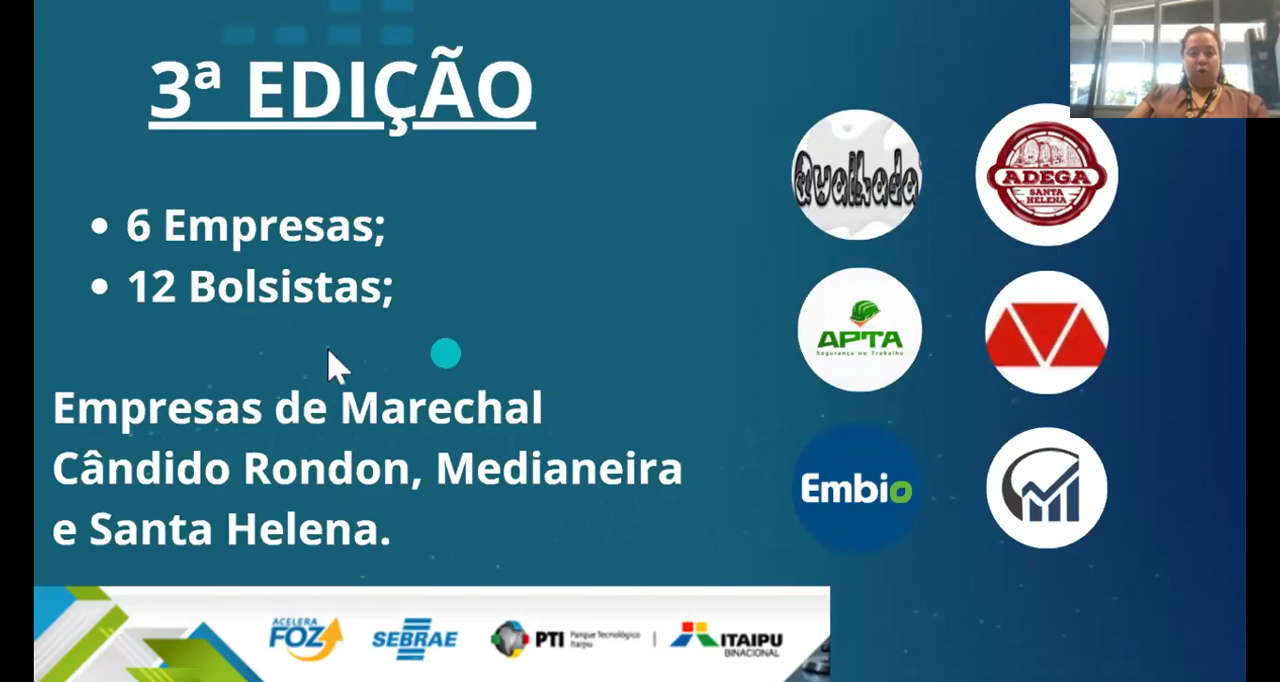 3ª EDIÇÃO
• 6 Empresas;
• 12 Bolsistas;
Empresas de Marechal
Cândido Rondon, Medianeira
e Santa Helena.
Qualhada
ADEGA
SANTA
HELENA
APTA
Segurança no Trabalho
Embio
ACELERA
FOZ
SEBRAE
PTI Parque Tecnológico
Itaipu
ITAIPU
BINACIONAL